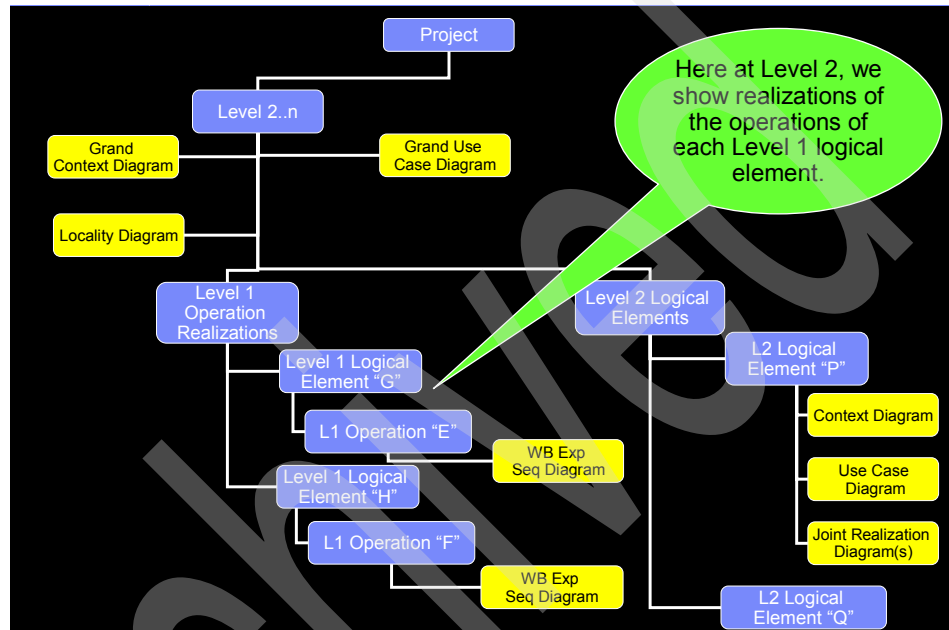 Project
Here at Level 2, we
show realizations of
the operations of
each Level 1 logical
element.
Level 2..n
Grand
Context Diagram
Grand Use
Case Diagram
Locality Diagram
Level 1
Operation
Realizations
Level 2 Logical
Elements
Level 1 Logical
Element “G”
L2 Logical
Element “P”
L1 Operation “E”
Context Diagram
WB Exp
Seq Diagram
Level 1 Logical
Element “H”
Use Case
Diagram
L1 Operation “F”
Joint Realization
Diagram(s)
WB Exp
Seq Diagram
L2 Logical
Element “Q”